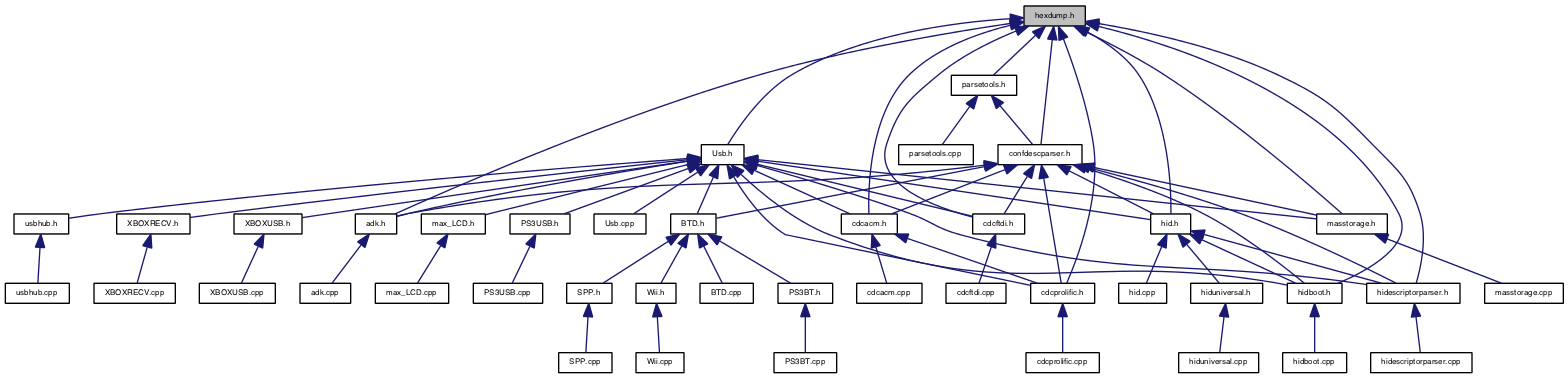 hexdump.h
parsetools.h
Usb.h
parsetools.cpp
confdescparser.h
usbhub.h
XBOXRECV.h
XBOXUSB.h
adk.h
max_LCD.h
PS3USB.h
Usb.cpp
BTD.h
cdcacm.h
cdcftdi.h
hid.h
masstorage.h
usbhub.cpp
XBOXRECV.cpp
XBOXUSB.cpp
adk.cpp
max_LCD.cpp
PS3USB.cpp
SPP.h
Wii.h
BTD.cpp
PS3BT.h
cdcacm.cpp
cdcftdi.cpp
cdcprolific.h
hid.cpp
hiduniversal.h
hidboot.h
hidescriptorparser.h
masstorage.cpp
SPP.cpp
Wii.cpp
PS3BT.cpp
cdcprolific.cpp
hiduniversal.cpp
hidboot.cpp
hidescriptorparser.cpp